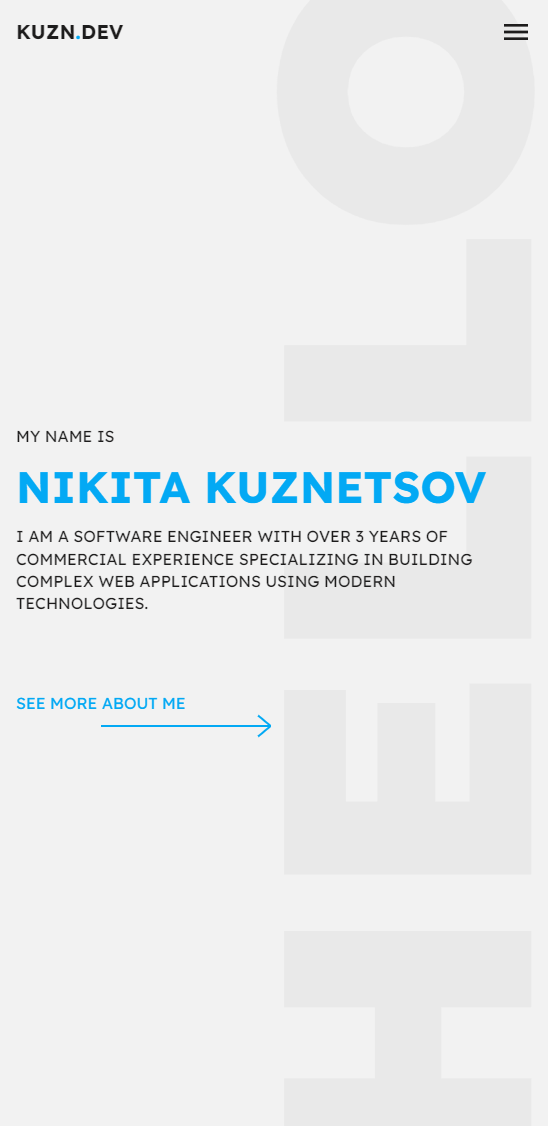 KUZN.DEV
MY NAME IS
NIKITA KUZNETSOV
I AM A SOFTWARE ENGINEER WITH OVER 3 YEARS OF
COMMERCIAL EXPERIENCE SPECIALIZING IN BUILDING
COMPLEX WEB APPLICATIONS USING MODERN
TECHNOLOGIES.
SEE MORE ABOUT ME
HELLO